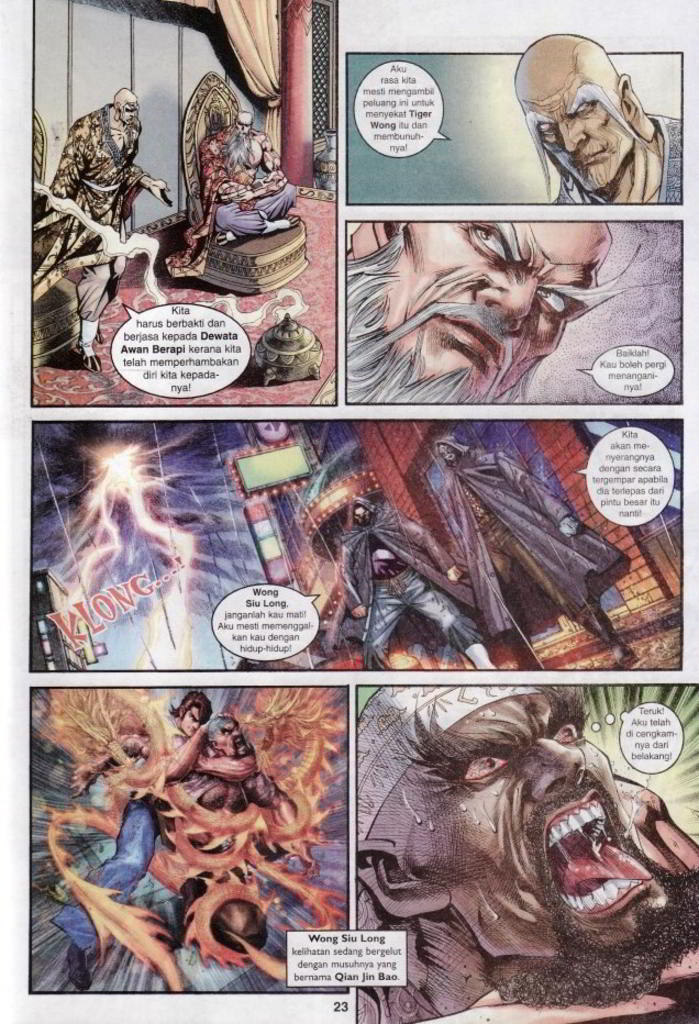 Aku
rasa kita
mesti mengambil
peluang ini untuk
menyekat Tiger
Wong itu dan
membunuh-
nya!
Kita
harus berbakti dan
berjasa kepada Dewata
Awan Berapi kerana kita
telah memperhambakan
diri kita kepada-
nya!
Baiklah!
Kau boleh pergi
menangani-
nya!
Kita
akan me-
nyerangnya
dengan secara
tergempar apabila
dia terlepas dari
pintu besar itu
nanti!
KLONG...!
Wong
Siu Long,
janganlah kau mati!
Aku mesti memenggal-
kan kau dengan
hidup-hidup!
Teruk!
Aku telah
di cengkam-
nya dari
belakang!
Wong Siu Long
kelihatan sedang bergelut
dengan musuhnya yang
bernama Qian Jin Bao.
23